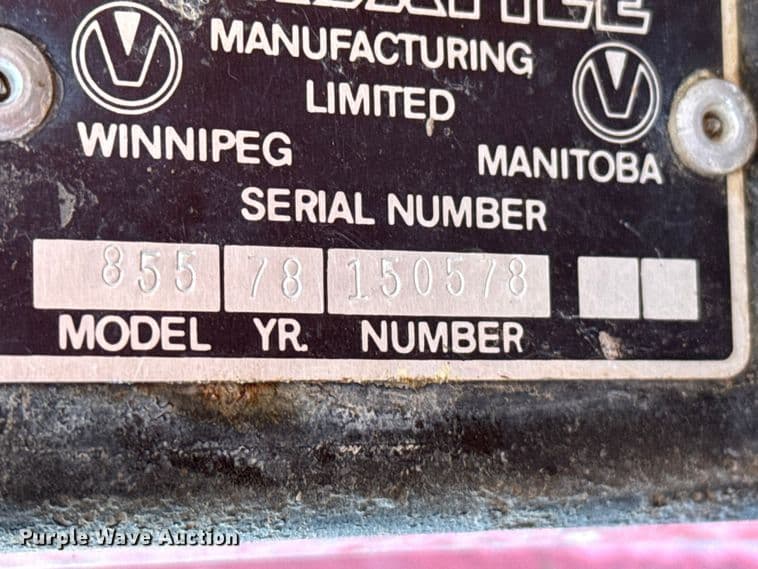 MANUFACTURING
LIMITED
WINNIPEG MANITOBA
SERIAL NUMBER
855 78 150578
MODEL YR. NUMBER
Purple Wave Auction